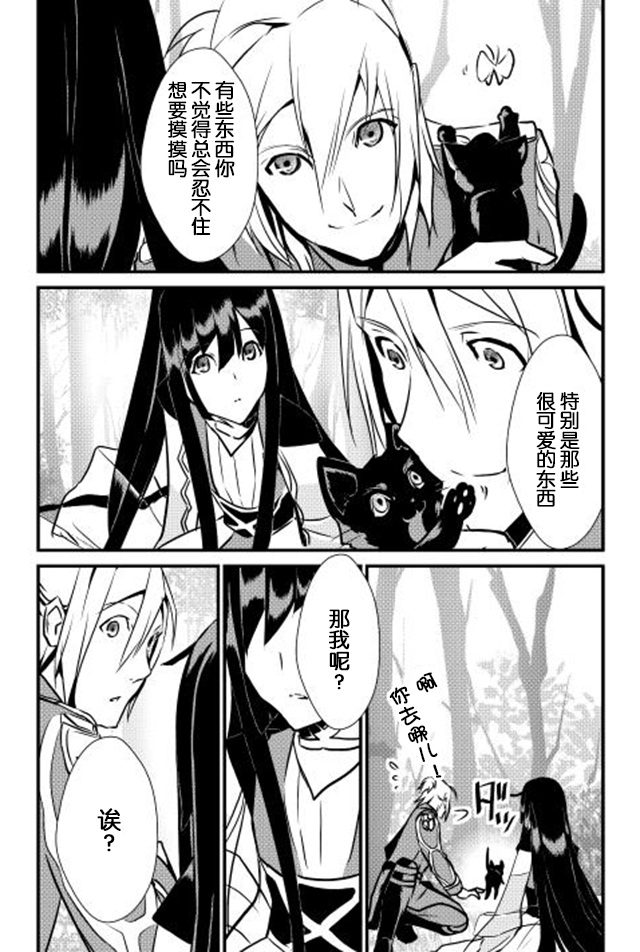 有些东西你
不觉得总会忍不住
想要摸摸吗
特别是那些
很可爱的东西
啊
你去哪儿！
ダッ
那我呢？
诶？